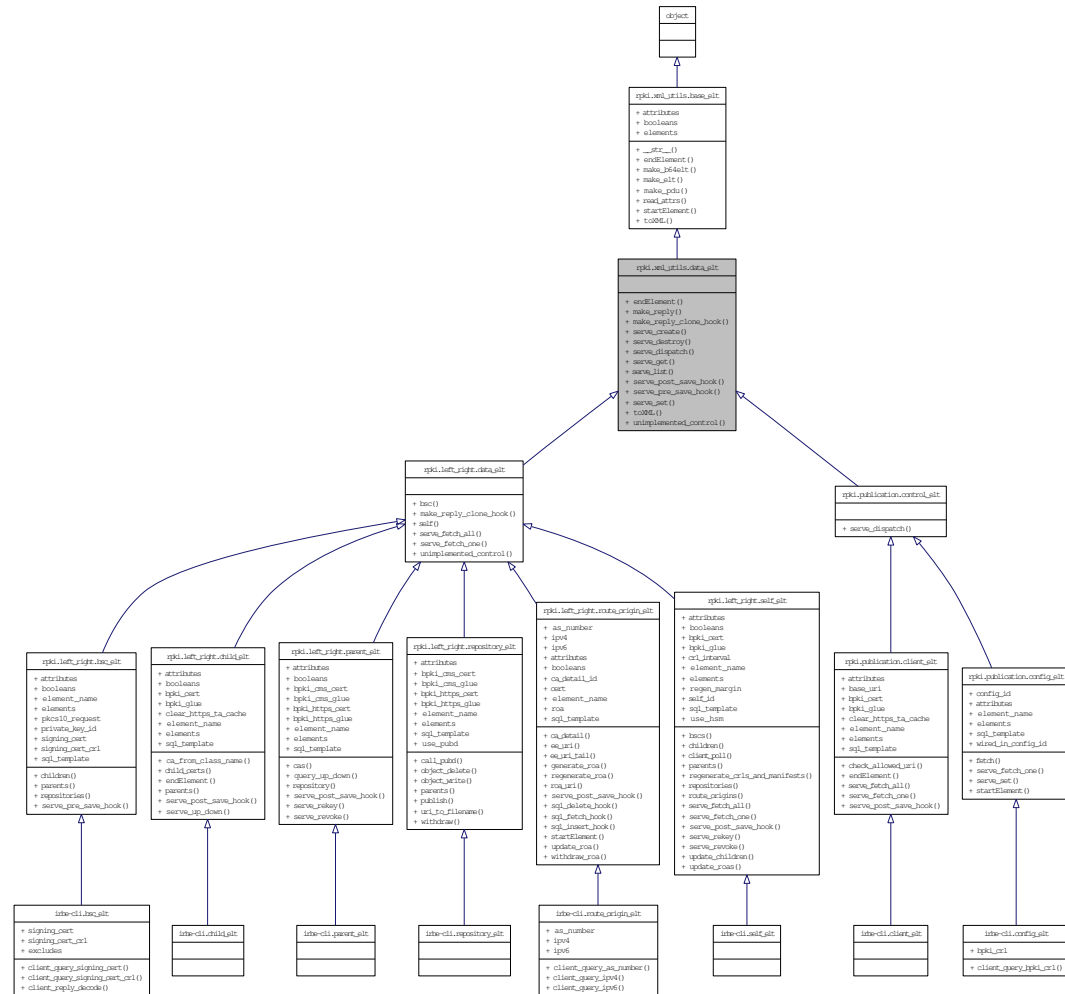 object
rpki.xml_utils.base_elt
+ attributes
+ booleans
+ elements
+ __str__()
+ endElement()
+ make_b64elt()
+ make_elt()
+ make_pdu()
+ read_attrs()
+ startElement()
+ toXML()
rpki.xml_utils.data_elt
+ endElement()
+ make_reply()
+ make_reply_clone_hook()
+ serve_create()
+ serve_destroy()
+ serve_dispatch()
+ serve_get()
+ serve_list()
+ serve_post_save_hook()
+ serve_pre_save_hook()
+ serve_set()
+ toXML()
+ unimplemented_control()
rpki.left_right.data_elt
+ bsc()
+ make_reply_clone_hook()
+ self()
+ serve_fetch_all()
+ serve_fetch_one()
+ unimplemented_control()
rpki.publication.control_elt
+ serve_dispatch()
rpki.left_right.bsc_elt
+ attributes
+ booleans
+ element_name
+ elements
+ pkcs10_request
+ private_key_id
+ signing_cert
+ signing_cert_crl
+ sql_template
+ children()
+ parents()
+ repositories()
+ serve_pre_save_hook()
rpki.left_right.child_elt
+ attributes
+ booleans
+ bpki_cert
+ bpki_glue
+ clear_https_ta_cache
+ element_name
+ elements
+ sql_template
+ ca_from_class_name()
+ child_certs()
+ endElement()
+ parents()
+ serve_post_save_hook()
+ serve_up_down()
rpki.left_right.parent_elt
+ attributes
+ booleans
+ bpki_cms_cert
+ bpki_cms_glue
+ bpki_https_cert
+ bpki_https_glue
+ element_name
+ elements
+ sql_template
+ cas()
+ query_up_down()
+ repository()
+ serve_post_save_hook()
+ serve_rekey()
+ serve_revoke()
rpki.left_right.repository_elt
+ attributes
+ bpki_cms_cert
+ bpki_cms_glue
+ bpki_https_cert
+ bpki_https_glue
+ element_name
+ elements
+ sql_template
+ use_pubd
+ call_pubd()
+ object_delete()
+ object_write()
+ parents()
+ publish()
+ uri_to_filename()
+ withdraw()
rpki.left_right.route_origin_elt
+ as_number
+ ipv4
+ ipv6
+ attributes
+ booleans
+ ca_detail_id
+ cert
+ element_name
+ roa
+ sql_template
+ ca_detail()
+ ee_uri()
+ ee_uri_tail()
+ generate_roa()
+ regenerate_roa()
+ roa_uri()
+ serve_post_save_hook()
+ sql_delete_hook()
+ sql_fetch_hook()
+ sql_insert_hook()
+ startElement()
+ update_roa()
+ withdraw_roa()
rpki.left_right.self_elt
+ attributes
+ booleans
+ bpki_cert
+ bpki_glue
+ crl_interval
+ element_name
+ elements
+ regen_margin
+ self_id
+ sql_template
+ use_hsm
+ bscs()
+ children()
+ client_poll()
+ parents()
+ regenerate_crls_and_manifests()
+ repositories()
+ route_origins()
+ serve_fetch_all()
+ serve_fetch_one()
+ serve_post_save_hook()
+ serve_rekey()
+ serve_revoke()
+ update_children()
+ update_roas()
rpki.publication.client_elt
+ attributes
+ base_uri
+ bpki_cert
+ bpki_glue
+ clear_https_ta_cache
+ element_name
+ elements
+ sql_template
+ check_allowed_uri()
+ endElement()
+ serve_fetch_all()
+ serve_fetch_one()
+ serve_post_save_hook()
rpki.publication.config_elt
+ config_id
+ attributes
+ element_name
+ elements
+ sql_template
+ wired_in_config_id
+ fetch()
+ serve_fetch_one()
+ serve_set()
+ startElement()
irbe-cli.bsc_elt
+ signing_cert
+ signing_cert_crl
+ excludes
+ client_query_signing_cert()
+ client_query_signing_cert_crl()
+ client_reply_decode()
irbe-cli.child_elt
irbe-cli.parent_elt
irbe-cli.repository_elt
irbe-cli.route_origin_elt
+ as_number
+ ipv4
+ ipv6
+ client_query_as_number()
+ client_query_ipv4()
+ client_query_ipv6()
irbe-cli.self_elt
irbe-cli.client_elt
irbe-cli.config_elt
+ bpki_crl
+ client_query_bpki_crl()